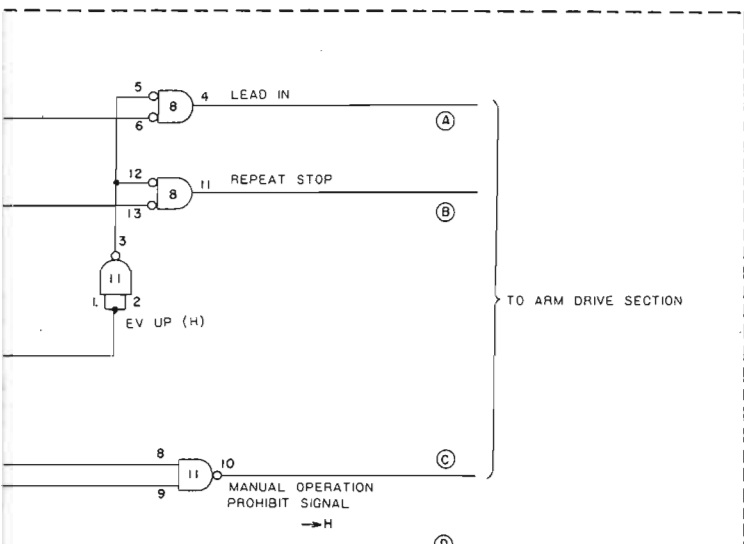 5 8 4 LEAD IN
6
Ⓐ
12 8 11 REPEAT STOP
13
Ⓑ
3
11
1. 2
EV UP (H)
TO ARM DRIVE SECTION
8 11 10
9
Ⓒ
MANUAL OPERATION
PROHIBIT SIGNAL
→H